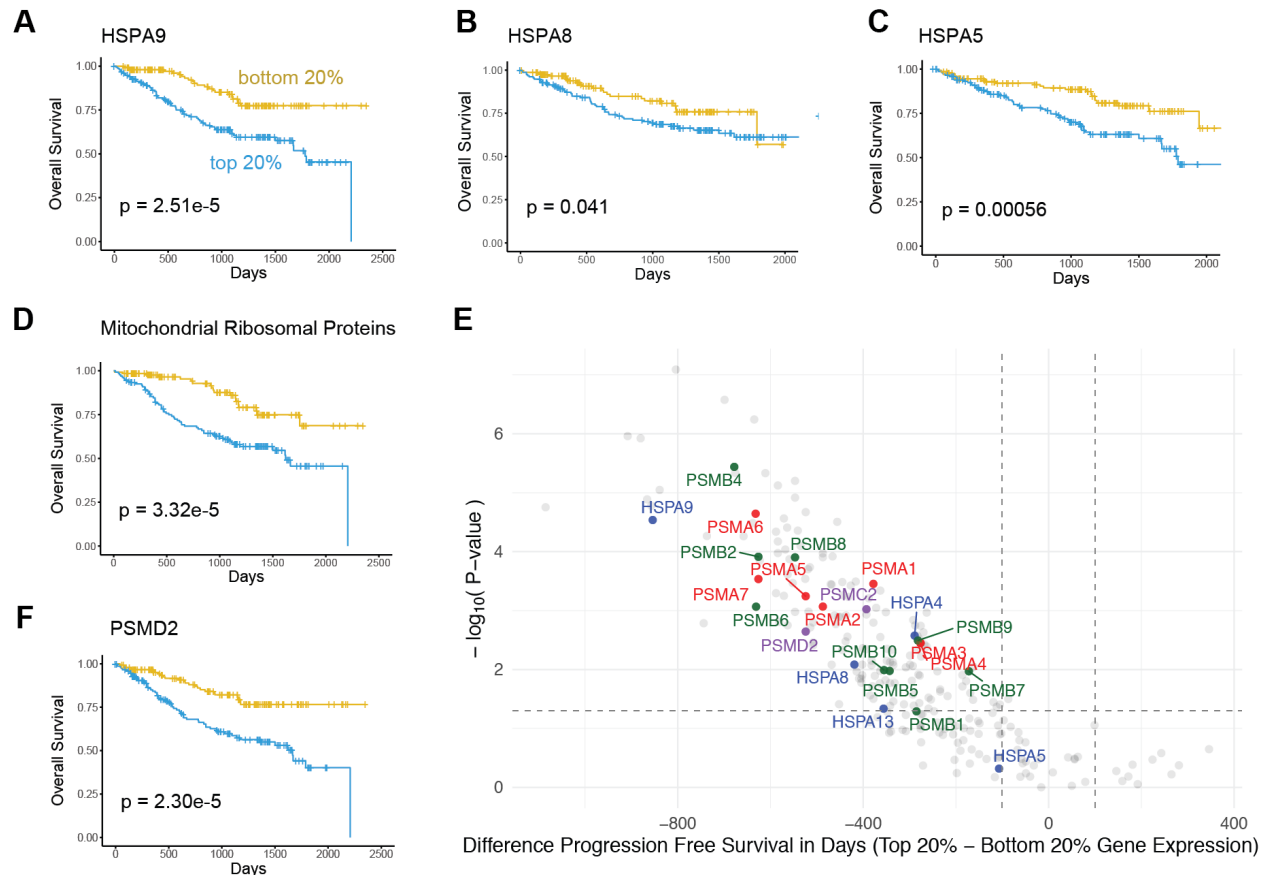 A
HSPA9
Overall Survival
1.00
0.75
0.50
0.25
0.00
bottom 20%
top 20%
p = 2.51e-5
0 500 1000 1500 2000 2500
Days
B
HSPA8
Overall Survival
1.00
0.75
0.50
0.25
0.00
p = 0.041
0 500 1000 1500 2000
Days
C
HSPA5
Overall Survival
1.00
0.75
0.50
0.25
0.00
p = 0.00056
0 500 1000 1500 2000
Days
D
Mitochondrial Ribosomal Proteins
Overall Survival
1.00
0.75
0.50
0.25
0.00
p = 3.32e-5
0 500 1000 1500 2000 2500
Days
E
− log10( P-value )
6
4
2
0
PSMB4
HSPA9
PSMA6
PSMB2
PSMB8
PSMA5
PSMA1
PSMA7
PSMC2
HSPA4
PSMB6
PSMA2
PSMB9
PSMD2
PSMB10
PSMA3
PSMA4
HSPA8
PSMB5
PSMB7
HSPA13
PSMB1
HSPA5
−800 −400 0 400
Difference Progression Free Survival in Days (Top 20% − Bottom 20% Gene Expression)
F
PSMD2
Overall Survival
1.00
0.75
0.50
0.25
0.00
p = 2.30e-5
0 500 1000 1500 2000 2500
Days